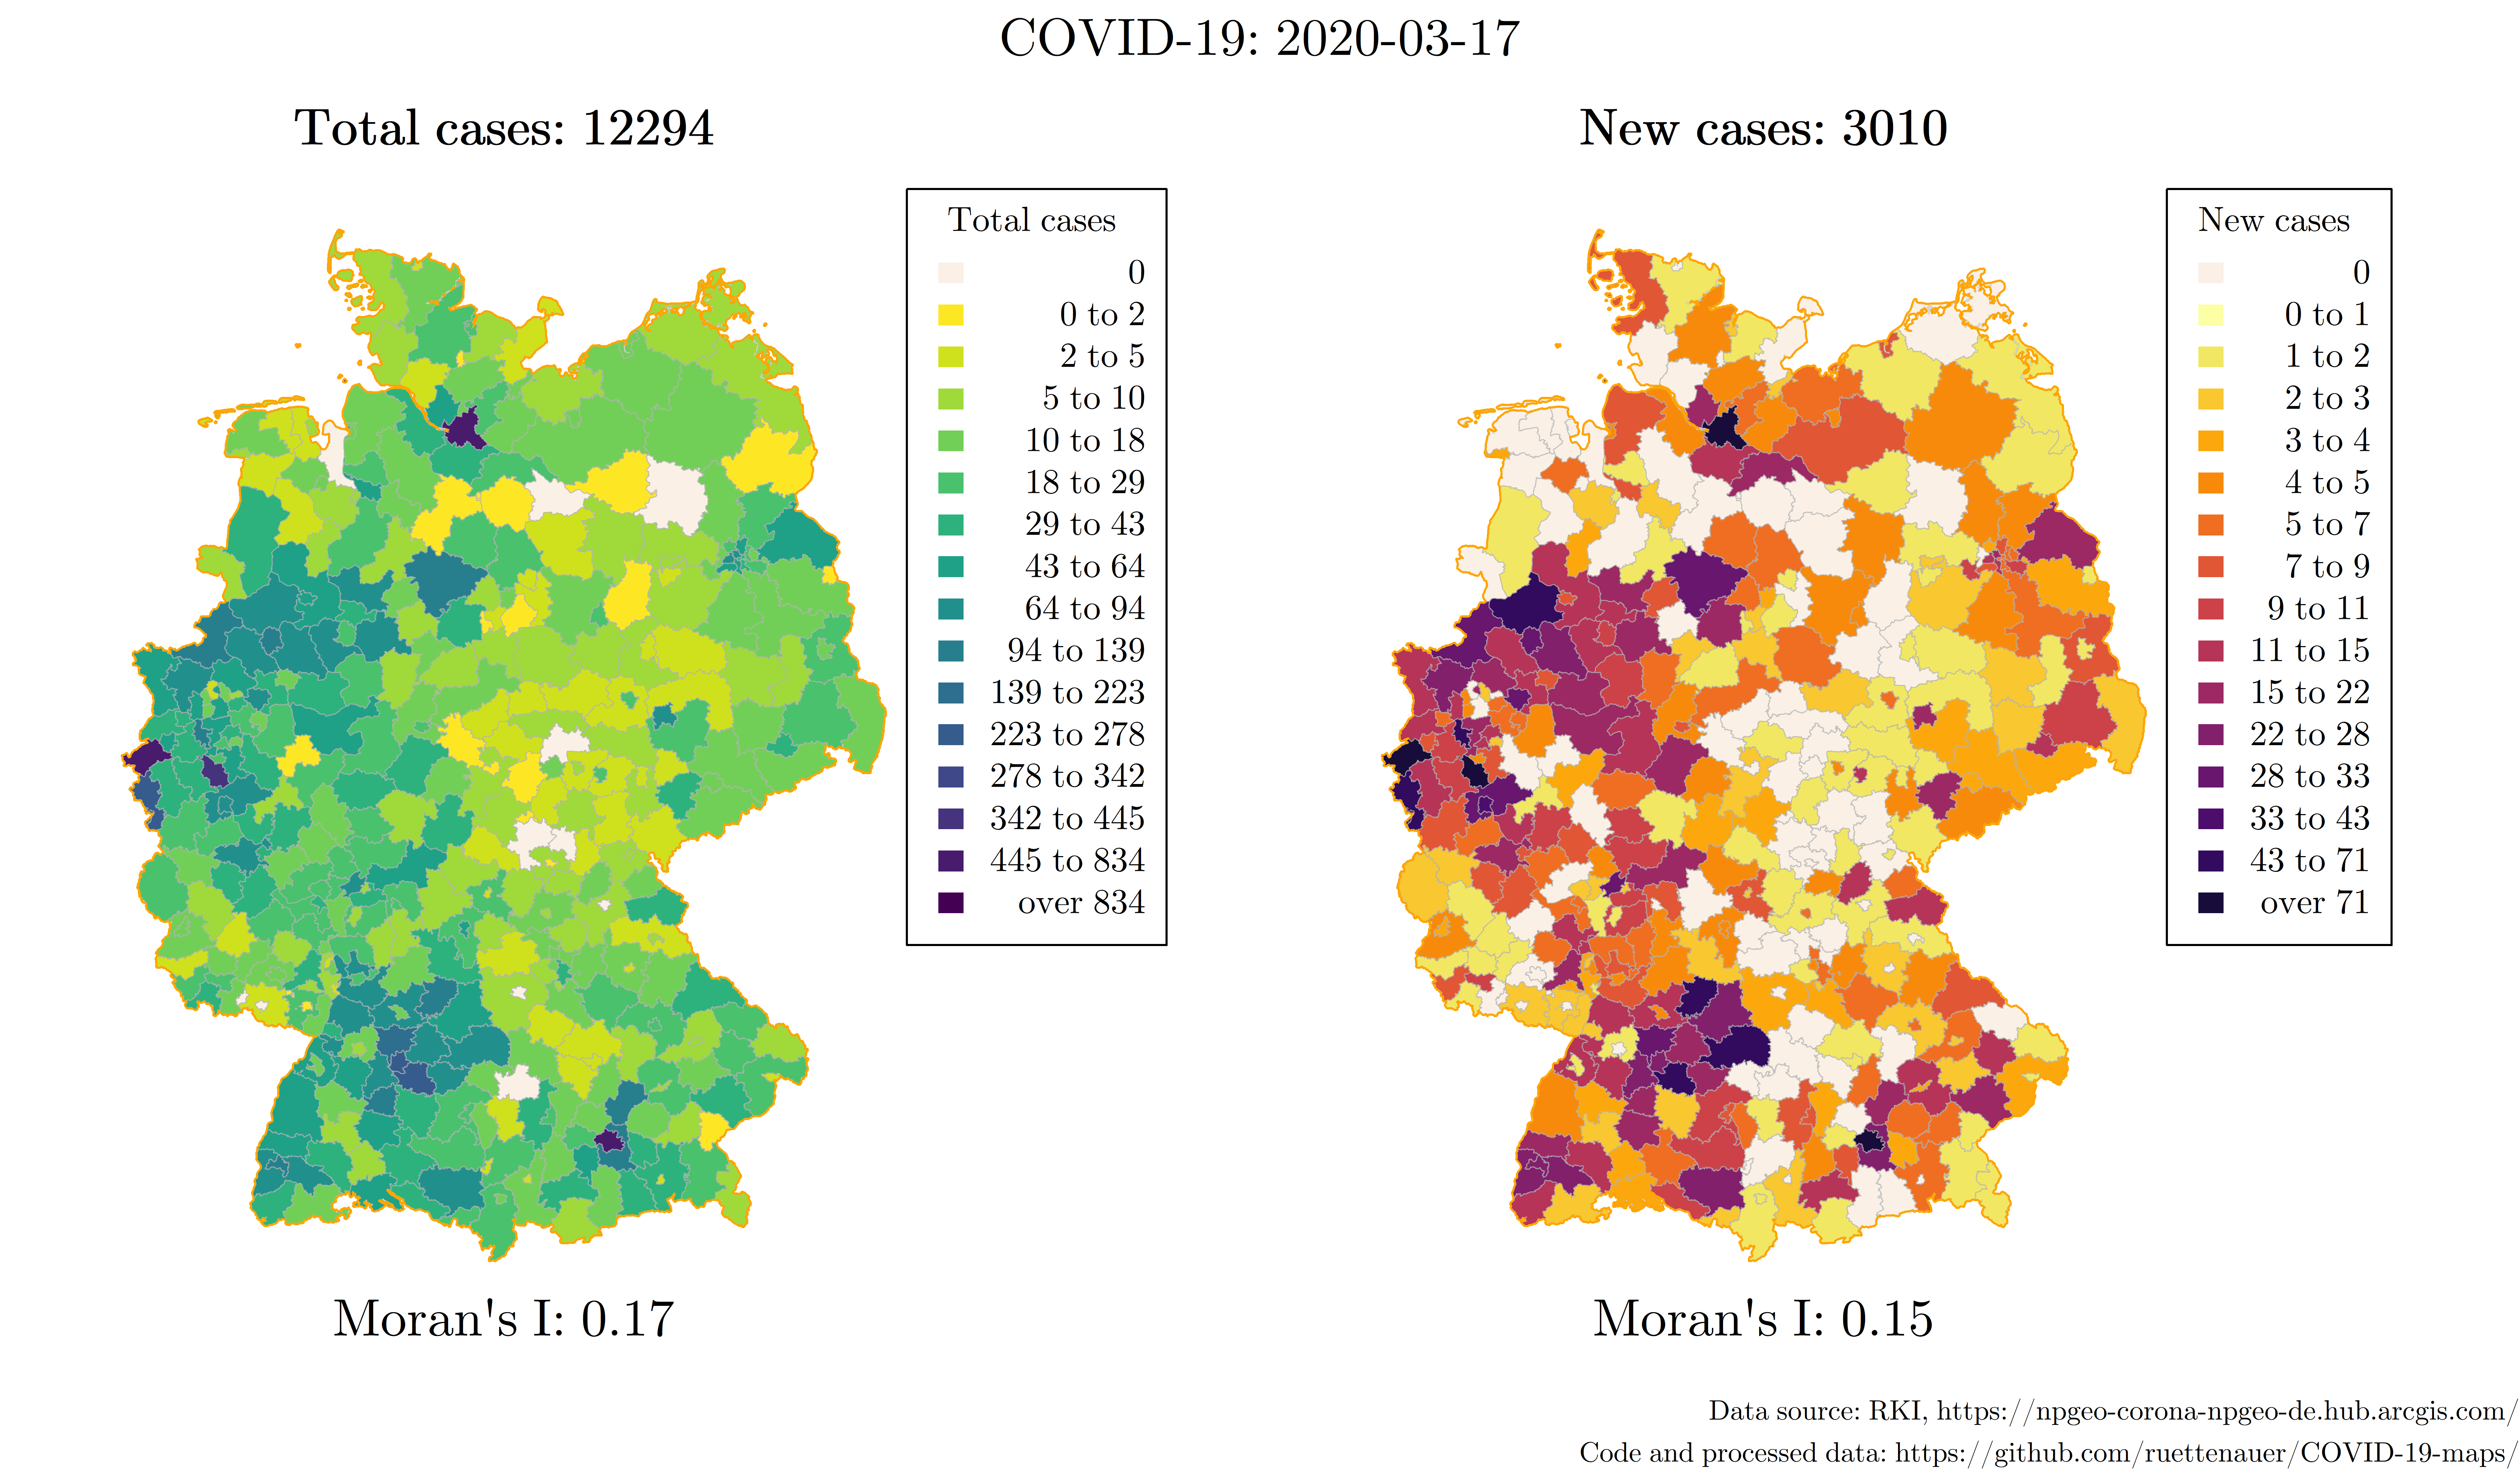 COVID-19: 2020-03-17
Total cases: 12294
Total cases
0
0 to 2
2 to 5
5 to 10
10 to 18
18 to 29
29 to 43
43 to 64
64 to 94
94 to 139
139 to 223
223 to 278
278 to 342
342 to 445
445 to 834
over 834
Moran's I: 0.17
New cases: 3010
New cases
0
0 to 1
1 to 2
2 to 3
3 to 4
4 to 5
5 to 7
7 to 9
9 to 11
11 to 15
15 to 22
22 to 28
28 to 33
33 to 43
43 to 71
over 71
Moran's I: 0.15
Data source: RKI, https://npgeo-corona-npgeo-de.hub.arcgis.com/
Code and processed data: https://github.com/ruettenauer/COVID-19-maps/